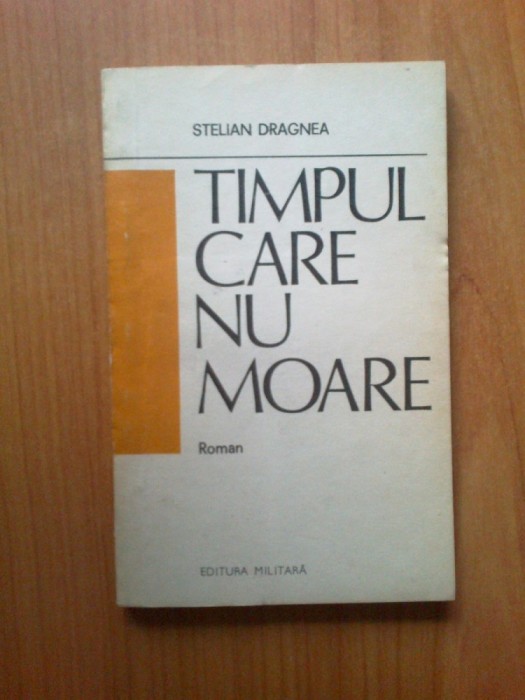 STELIAN DRAGNEA
TIMPUL
CARE
NU
MOARE
Roman
EDITURA MILITARĂ